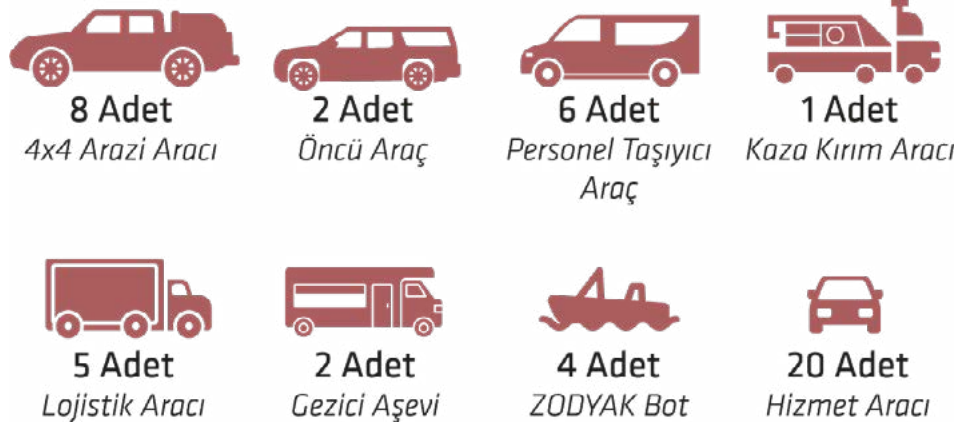 8 Adet
4x4 Arazi Aracı
2 Adet
Öncü Araç
6 Adet
Personel Taşıyıcı
Araç
1 Adet
Kaza Kırım Aracı
5 Adet
Lojistik Aracı
2 Adet
Gezici Aşevi
4 Adet
ZODYAK Bot
20 Adet
Hizmet Aracı